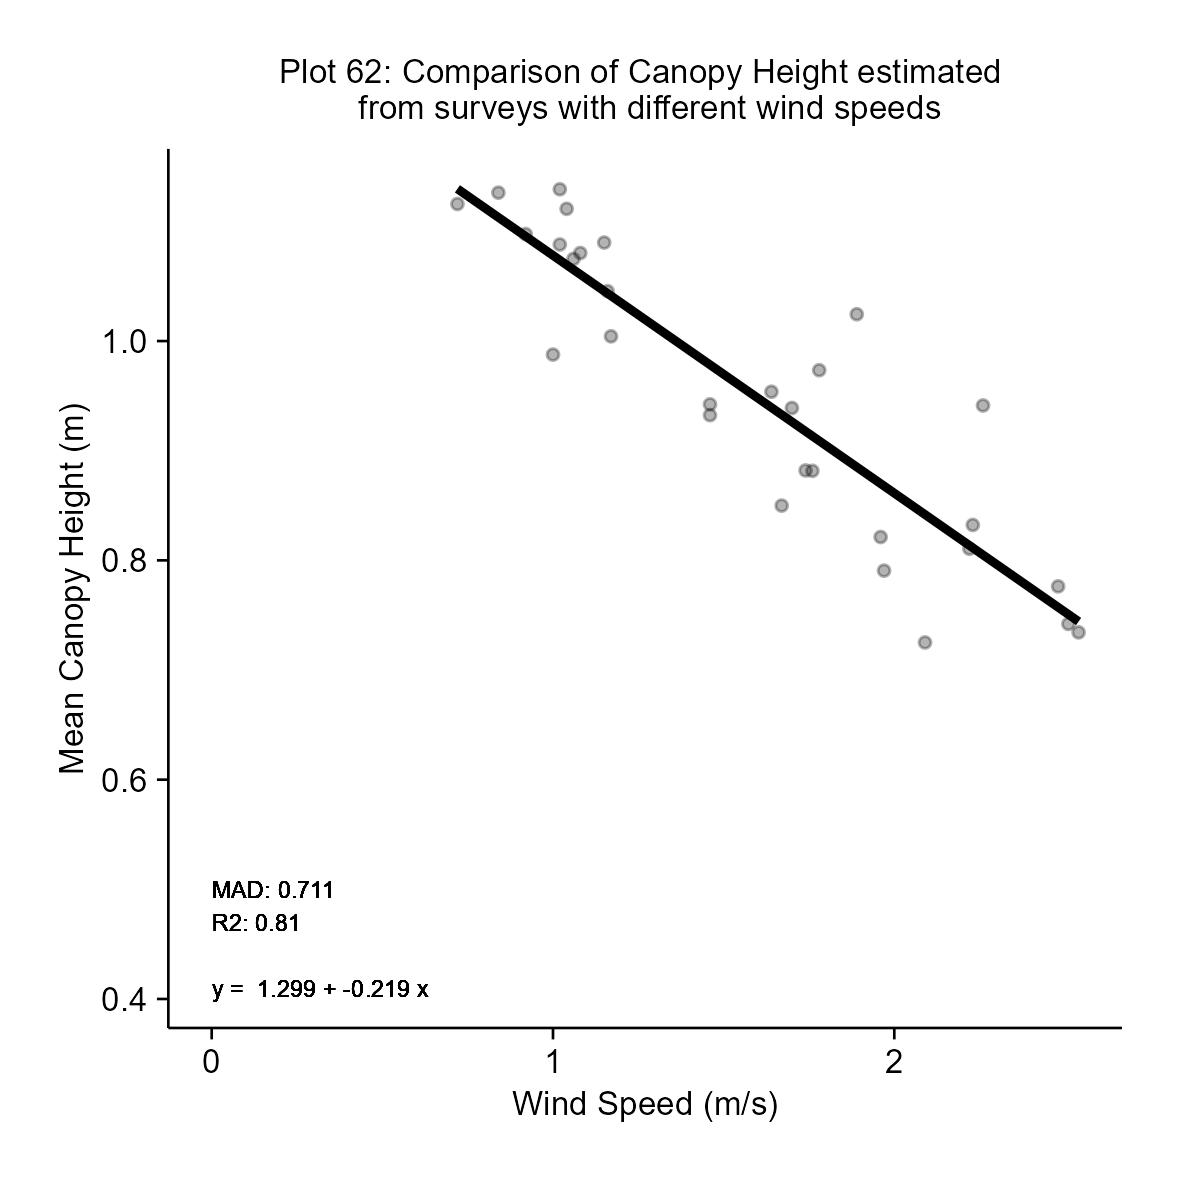 Plot 62: Comparison of Canopy Height estimated
from surveys with different wind speeds
Mean Canopy Height (m)
1.0
0.8
0.6
0.4
MAD: 0.711
R2: 0.81
y =  1.299 + -0.219 x
0
1
2
Wind Speed (m/s)